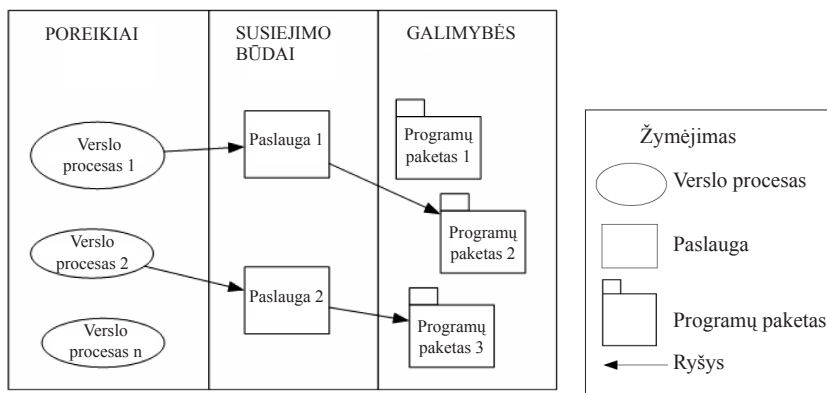 POREIKIAI
SUSIEJIMO
BŪDAI
GALIMYBĖS
Verslo
procesas 1
Paslauga 1
Programų
paketas 1
Verslo
procesas 2
Programų
paketas 2
Paslauga 2
Verslo
procesas n
Programų
paketas 3
Žymėjimas
Verslo procesas
Paslauga
Programų paketas
Ryšys